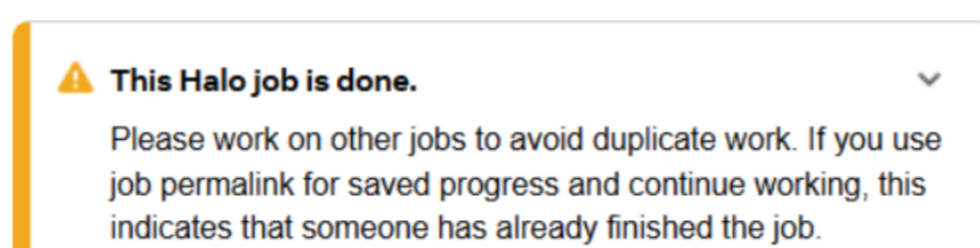 This Halo job is done.
Please work on other jobs to avoid duplicate work. If you use
job permalink for saved progress and continue working, this
indicates that someone has already finished the job.